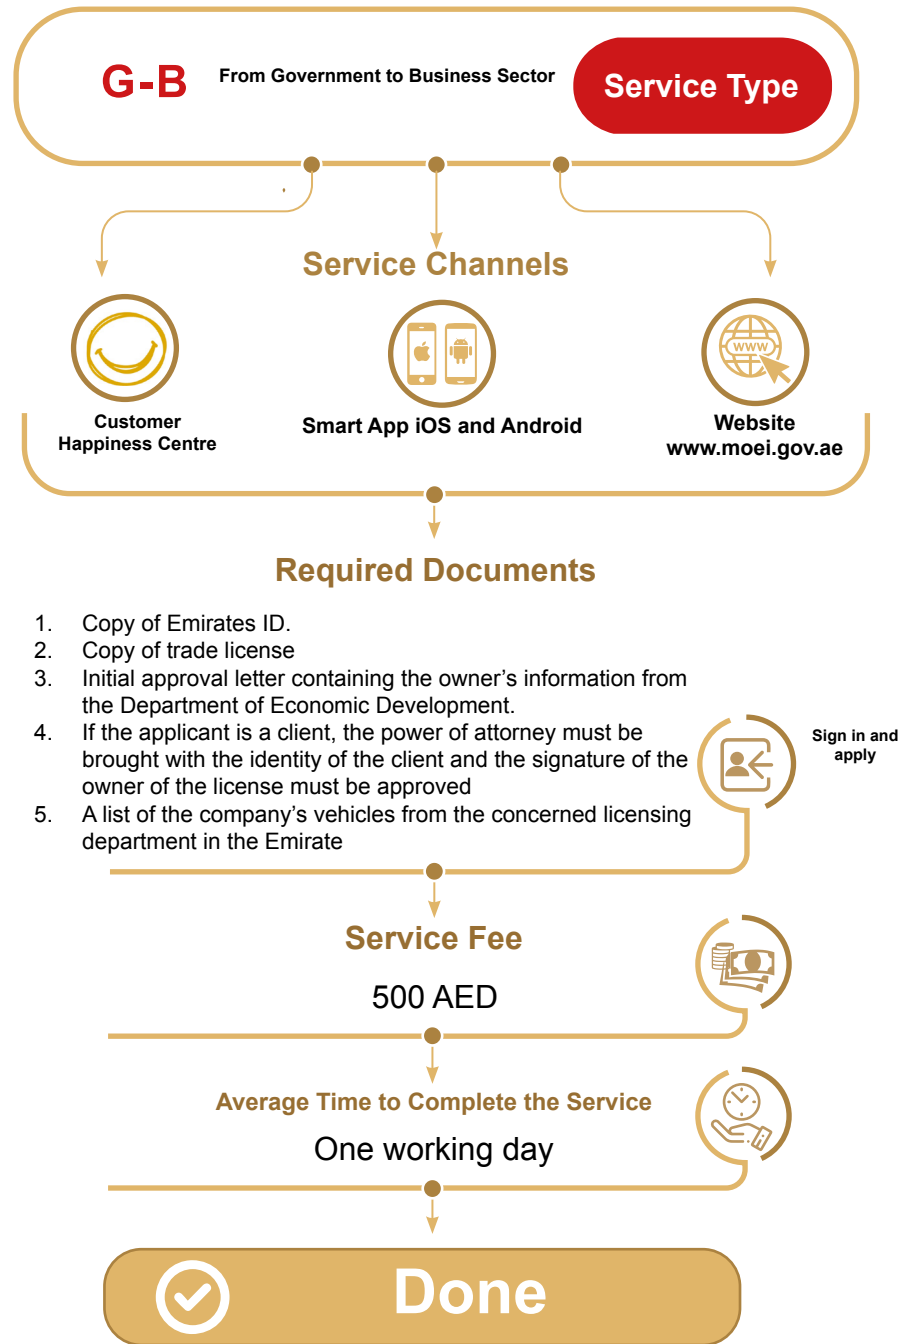 G-B
From Government to Business Sector
Service Type
Service Channels
WWW
Customer
Happiness Centre
Smart App iOS and Android
Website
www.moei.gov.ae
Required Documents
1. Copy of Emirates ID.
2. Copy of trade license
3. Initial approval letter containing the owner’s information from
the Department of Economic Development.
4. If the applicant is a client, the power of attorney must be
brought with the identity of the client and the signature of the
owner of the license must be approved
5. A list of the company’s vehicles from the concerned licensing
department in the Emirate
Sign in and
apply
Service Fee
500 AED
Average Time to Complete the Service
One working day
Done